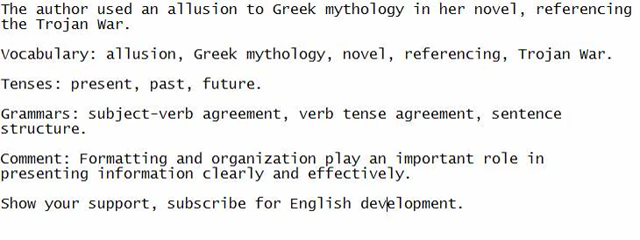 The author used an allusion to Greek mythology in her novel, referencing
the Trojan War.
Vocabulary: allusion, Greek mythology, novel, referencing, Trojan War.
Tenses: present, past, future.
Grammars: subject-verb agreement, verb tense agreement, sentence
structure.
Comment: Formatting and organization play an important role in
presenting information clearly and effectively.
Show your support, subscribe for English development.